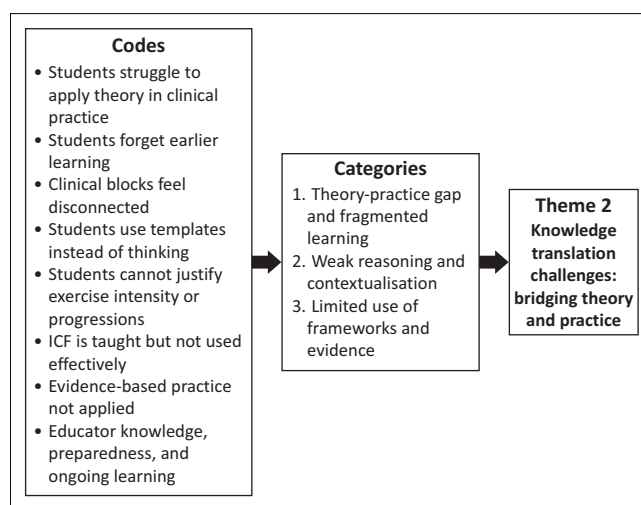 Codes
• Students struggle to
apply theory in clinical
practice
• Students forget earlier
learning
• Clinical blocks feel
disconnected
• Students use templates
instead of thinking
• Students cannot justify
exercise intensity or
progressions
• ICF is taught but not used
effectively
• Evidence-based practice
not applied
• Educator knowledge,
preparedness, and
ongoing learning
Categories
1. Theory-practice gap
and fragmented
learning
2. Weak reasoning and
contextualisation
3. Limited use of
frameworks and
evidence
Theme 2
Knowledge
translation
challenges:
bridging theory
and practice